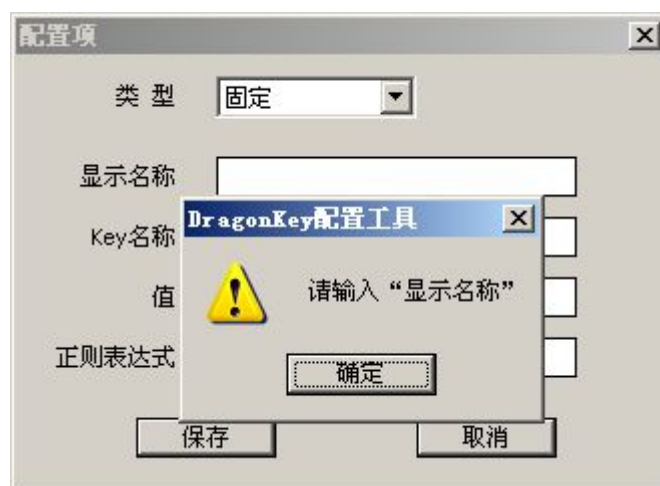 配置项
类 型
固定
显示名称
DragonKey配置工具
Key名称
请输入“显示名称”
值
正则表达式
确定
保存
取消